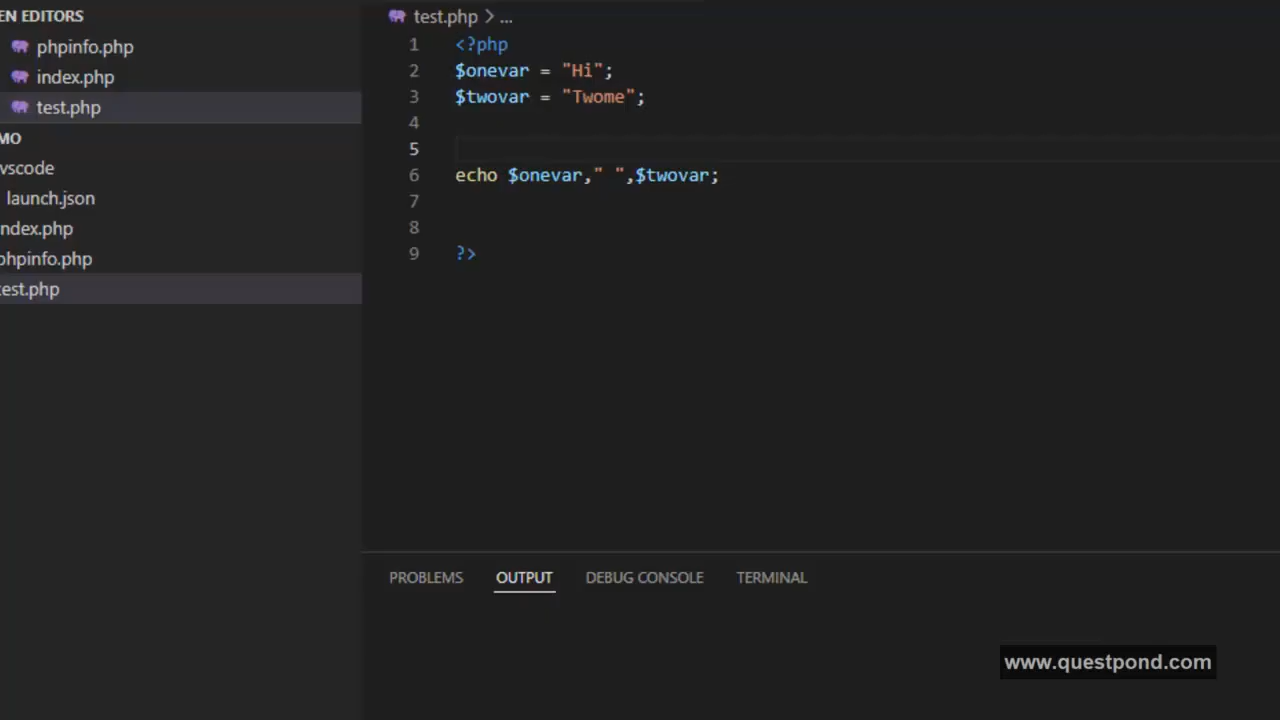 EN EDITORS
phpinfo.php
index.php
test.php
MO
vscode
launch.json
index.php
phpinfo.php
test.php
test.php > ...
1 <?php
2 $onevar = "Hi";
3 $twovar = "Twome";
4
5
6 echo $onevar," ",$twovar;
7
8
9 ?>
PROBLEMS OUTPUT DEBUG CONSOLE TERMINAL
www.questpond.com